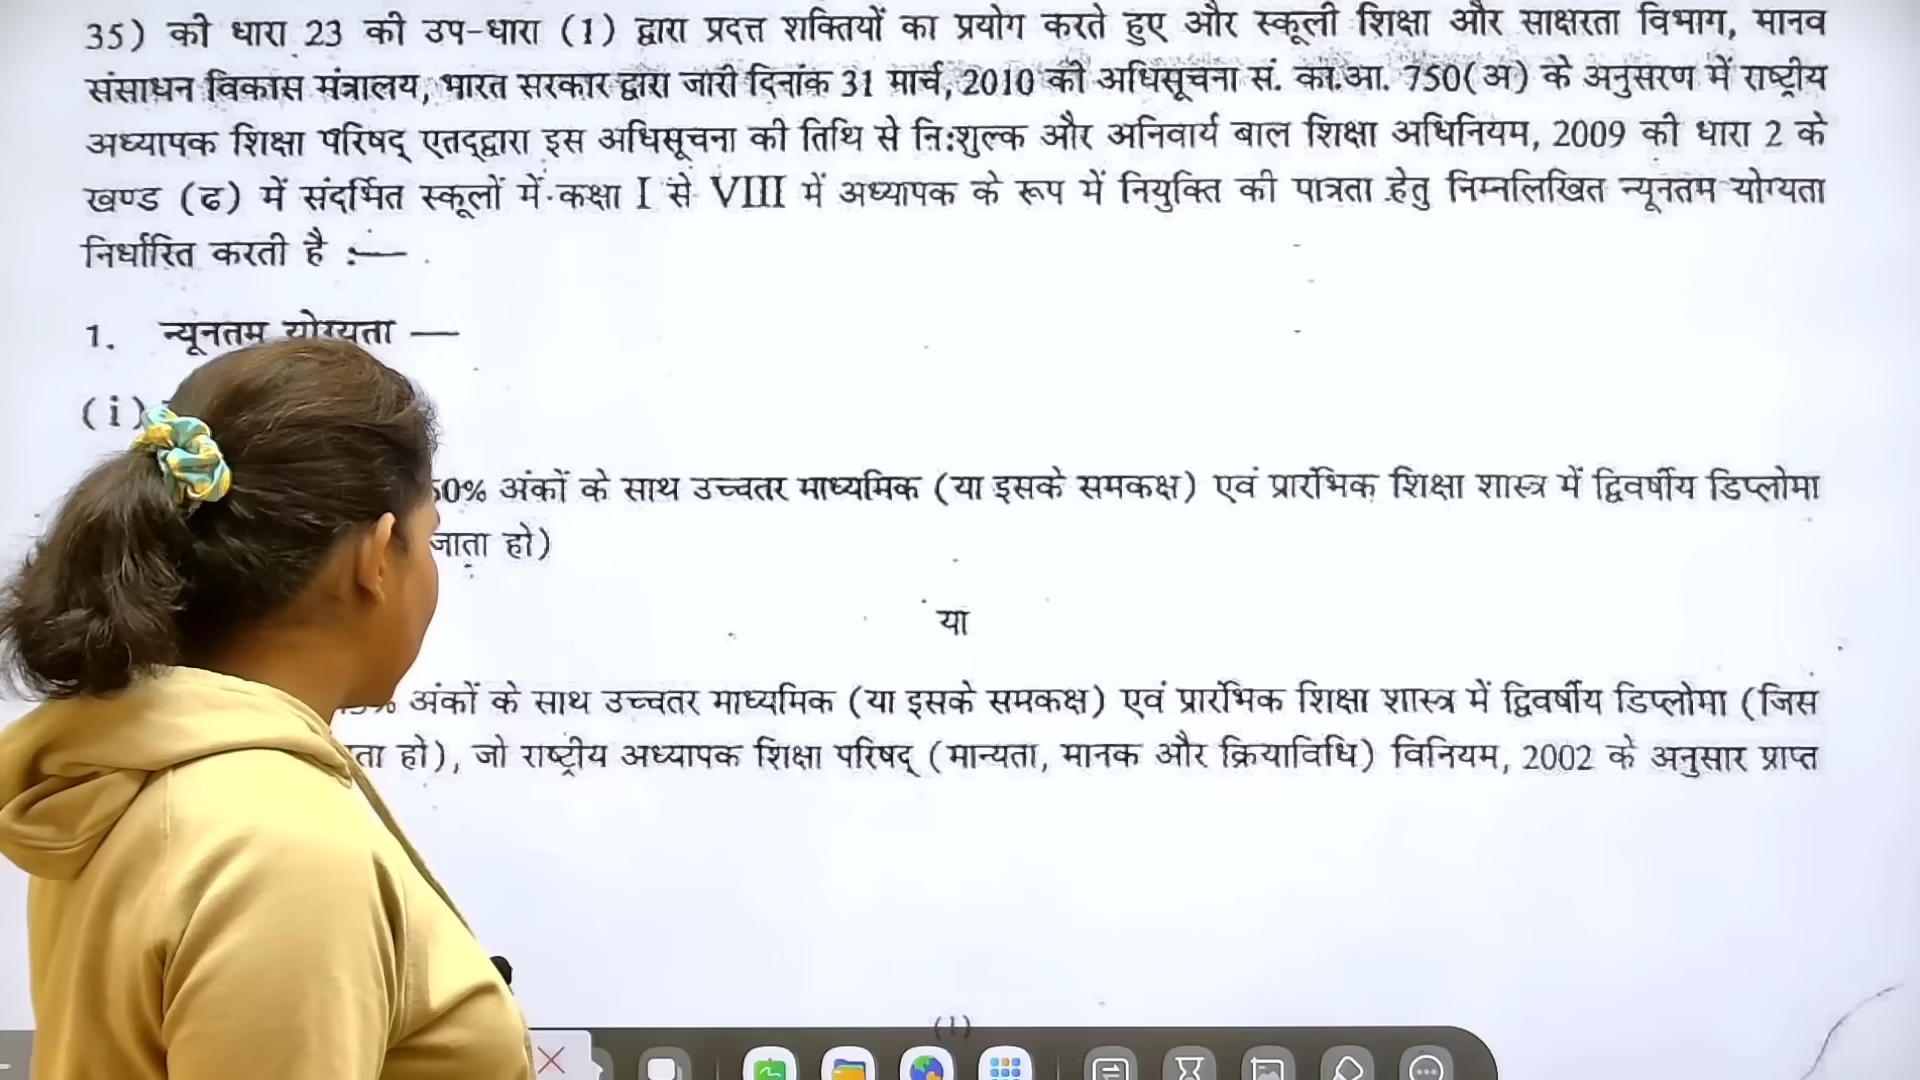 35) की धारा 23 की उप-धारा (1) द्वारा प्रदत्त शक्तियों का प्रयोग करते हुए और स्कूली शिक्षा और साक्षरता विभाग, मानव
संसाधन विकास मंत्रालय, भारत सरकार द्वारा जारी दिनांक 31 मार्च, 2010 की अधिसूचना सं. का.आ. 750(अ) के अनुसरण में राष्ट्रीय
अध्यापक शिक्षा परिषद् एतद्द्वारा इस अधिसूचना की तिथि से नि:शुल्क और अनिवार्य बाल शिक्षा अधिनियम, 2009 की धारा 2 के
खण्ड (ढ) में संदर्भित स्कूलों में कक्षा I से VIII में अध्यापक के रूप में नियुक्ति की पात्रता हेतु निम्नलिखित न्यूनतम योग्यता
निर्धारित करती है :—
1. न्यूनतम योग्यता —
(i)
50% अंकों के साथ उच्चतर माध्यमिक (या इसके समकक्ष) एवं प्रारंभिक शिक्षा शास्त्र में द्विवर्षीय डिप्लोमा
जाता हो)
या
अंकों के साथ उच्चतर माध्यमिक (या इसके समकक्ष) एवं प्रारंभिक शिक्षा शास्त्र में द्विवर्षीय डिप्लोमा (जिस
हो), जो राष्ट्रीय अध्यापक शिक्षा परिषद् (मान्यता, मानक और क्रियाविधि) विनियम, 2002 के अनुसार प्राप्त
(1)